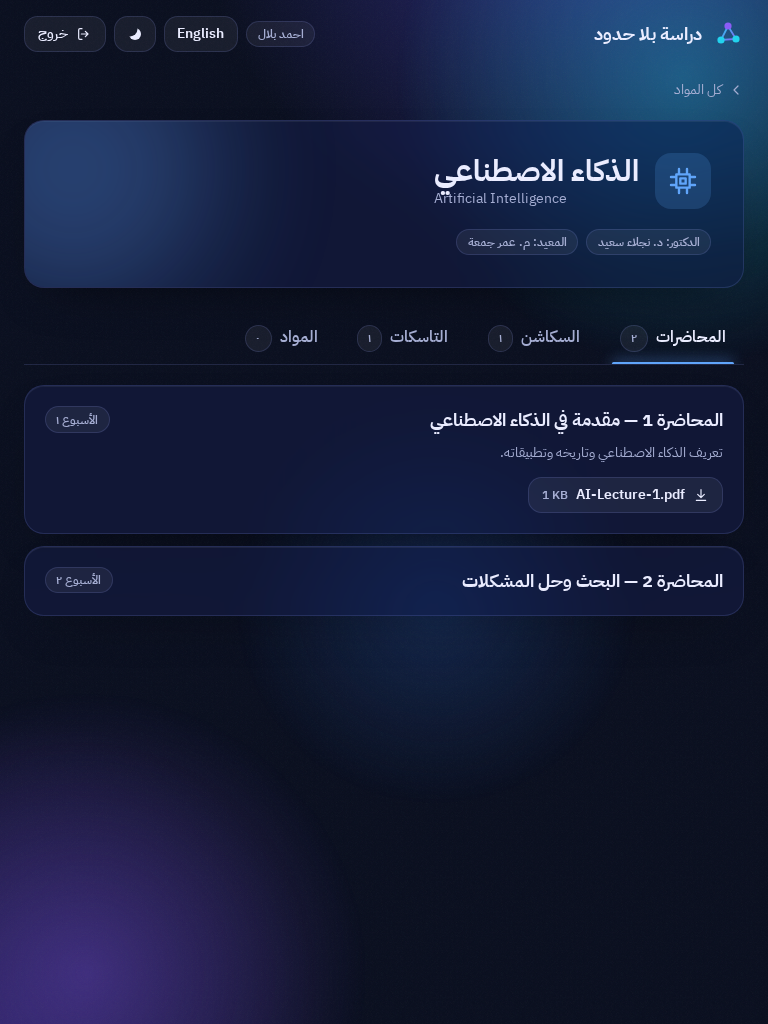 دراسة بلا حدود
احمد بلال
English
خروج
كل المواد
الذكاء الاصطناعي
Artificial Intelligence
الدكتور: د. نجلاء سعيد
المعيد: م. عمر جمعة
المحاضرات ٢
السكاشن ١
التاسكات ١
المواد ٠
المحاضرة 1 — مقدمة في الذكاء الاصطناعي
الأسبوع ١
تعريف الذكاء الاصطناعي وتاريخه وتطبيقاته.
AI-Lecture-1.pdf 1 KB
المحاضرة 2 — البحث وحل المشكلات
الأسبوع ٢